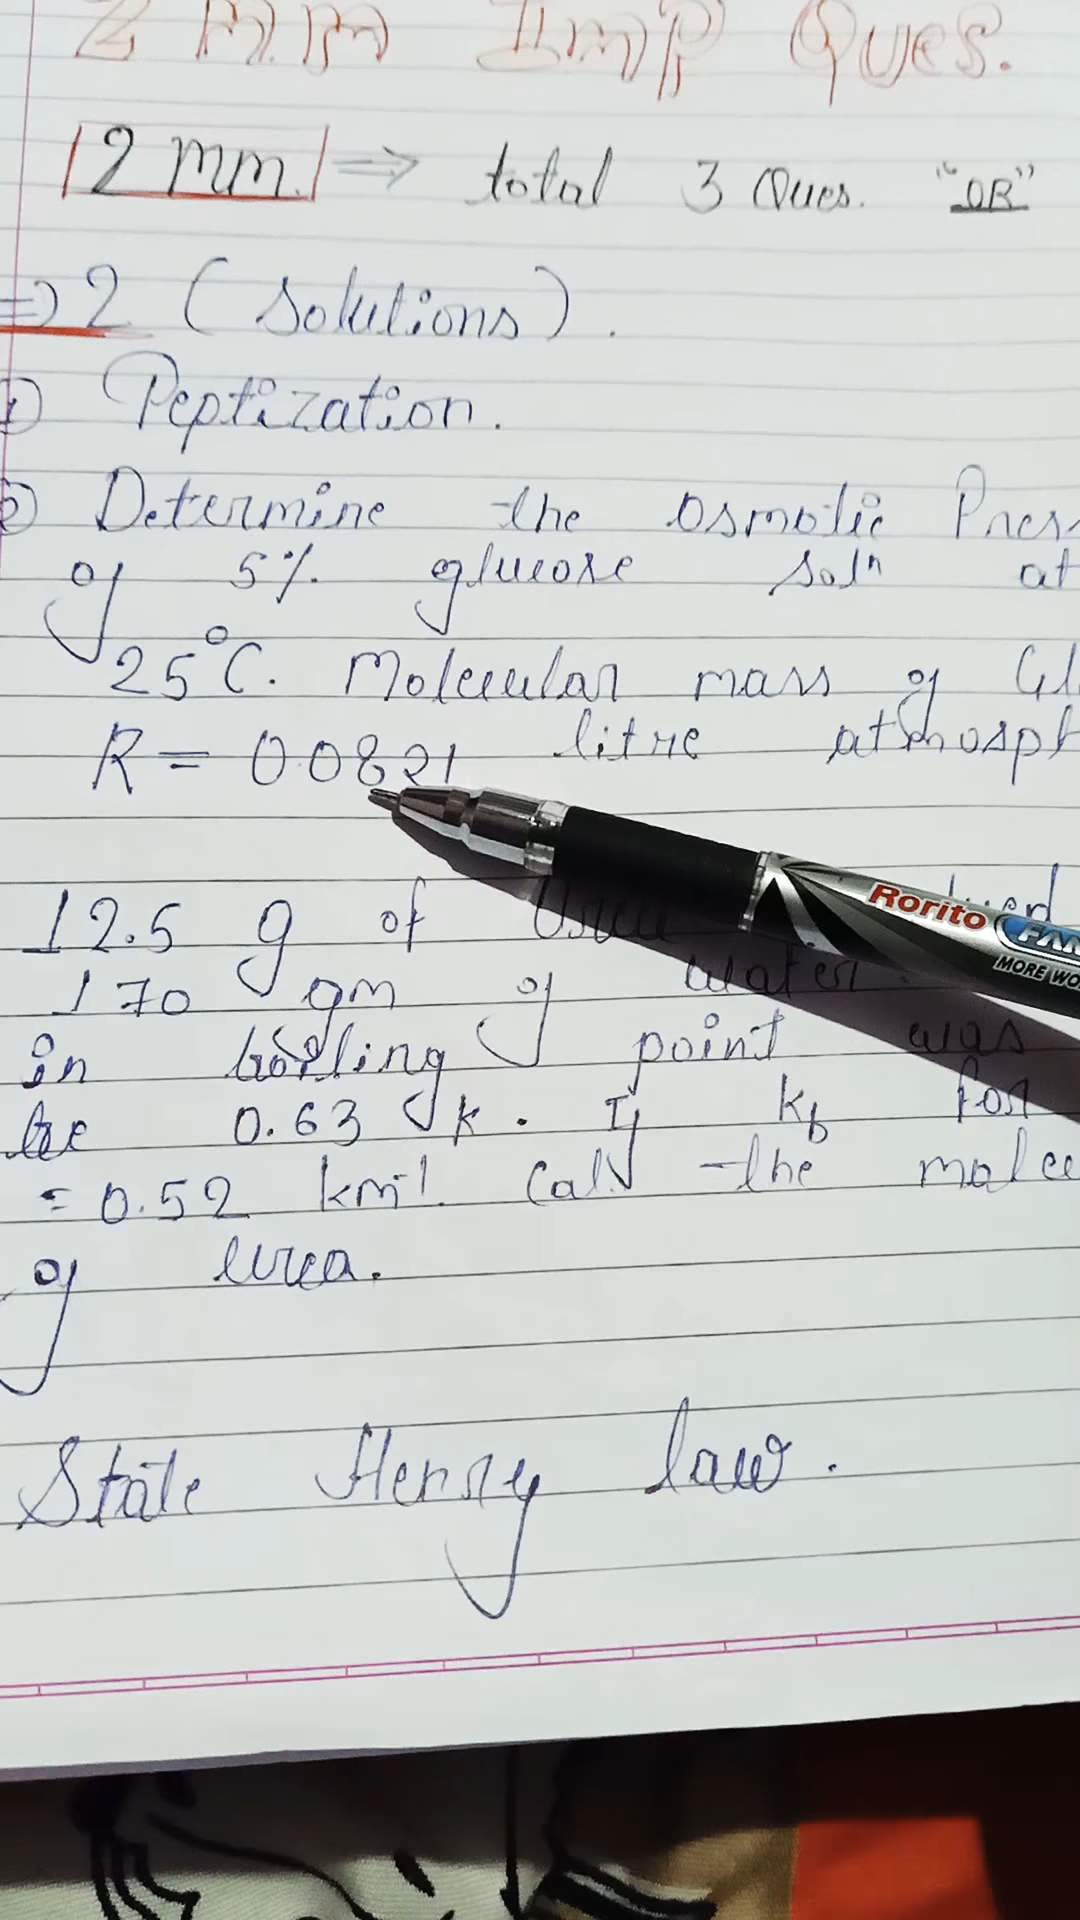 2 MM Imp Ques.
2 mm. => total 3 Ques. "OR"
=> 2 (Solutions).
1) Peptization.
2) Determine the Osmotic
of 5% glucose Solⁿ at
25°C. Molecular mass of
R = 0.0821 litre
12.5 g of
170 gm of water
in boiling point was
be 0.63 K. If Kb for
= 0.52 km⁻¹. Cal. the
of urea.
State Henry law.
Rorito
MORE